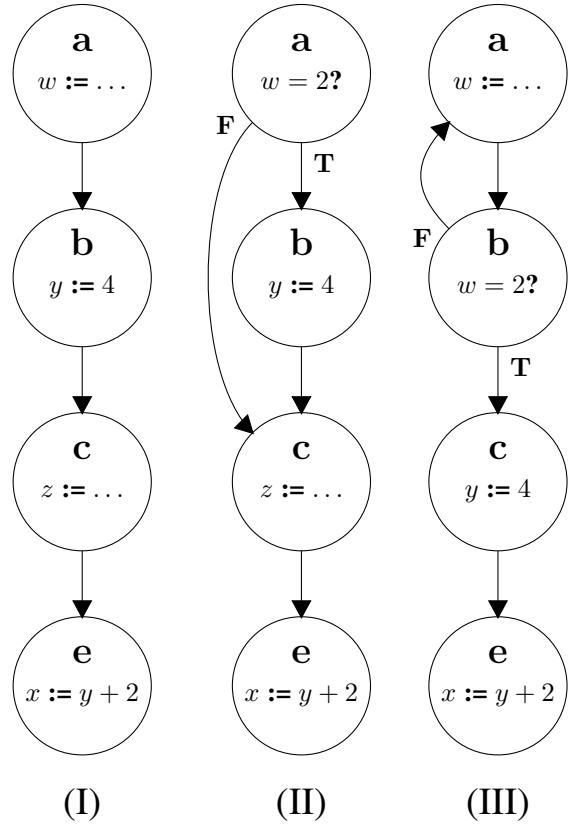 a a a
w := … w = 2? w := …
F T
b b b
F
y := 4 y := 4 w = 2?
T
c c c
z := … z := … y := 4
e e e
x := y + 2 x := y + 2 x := y + 2
(I) (II) (III)